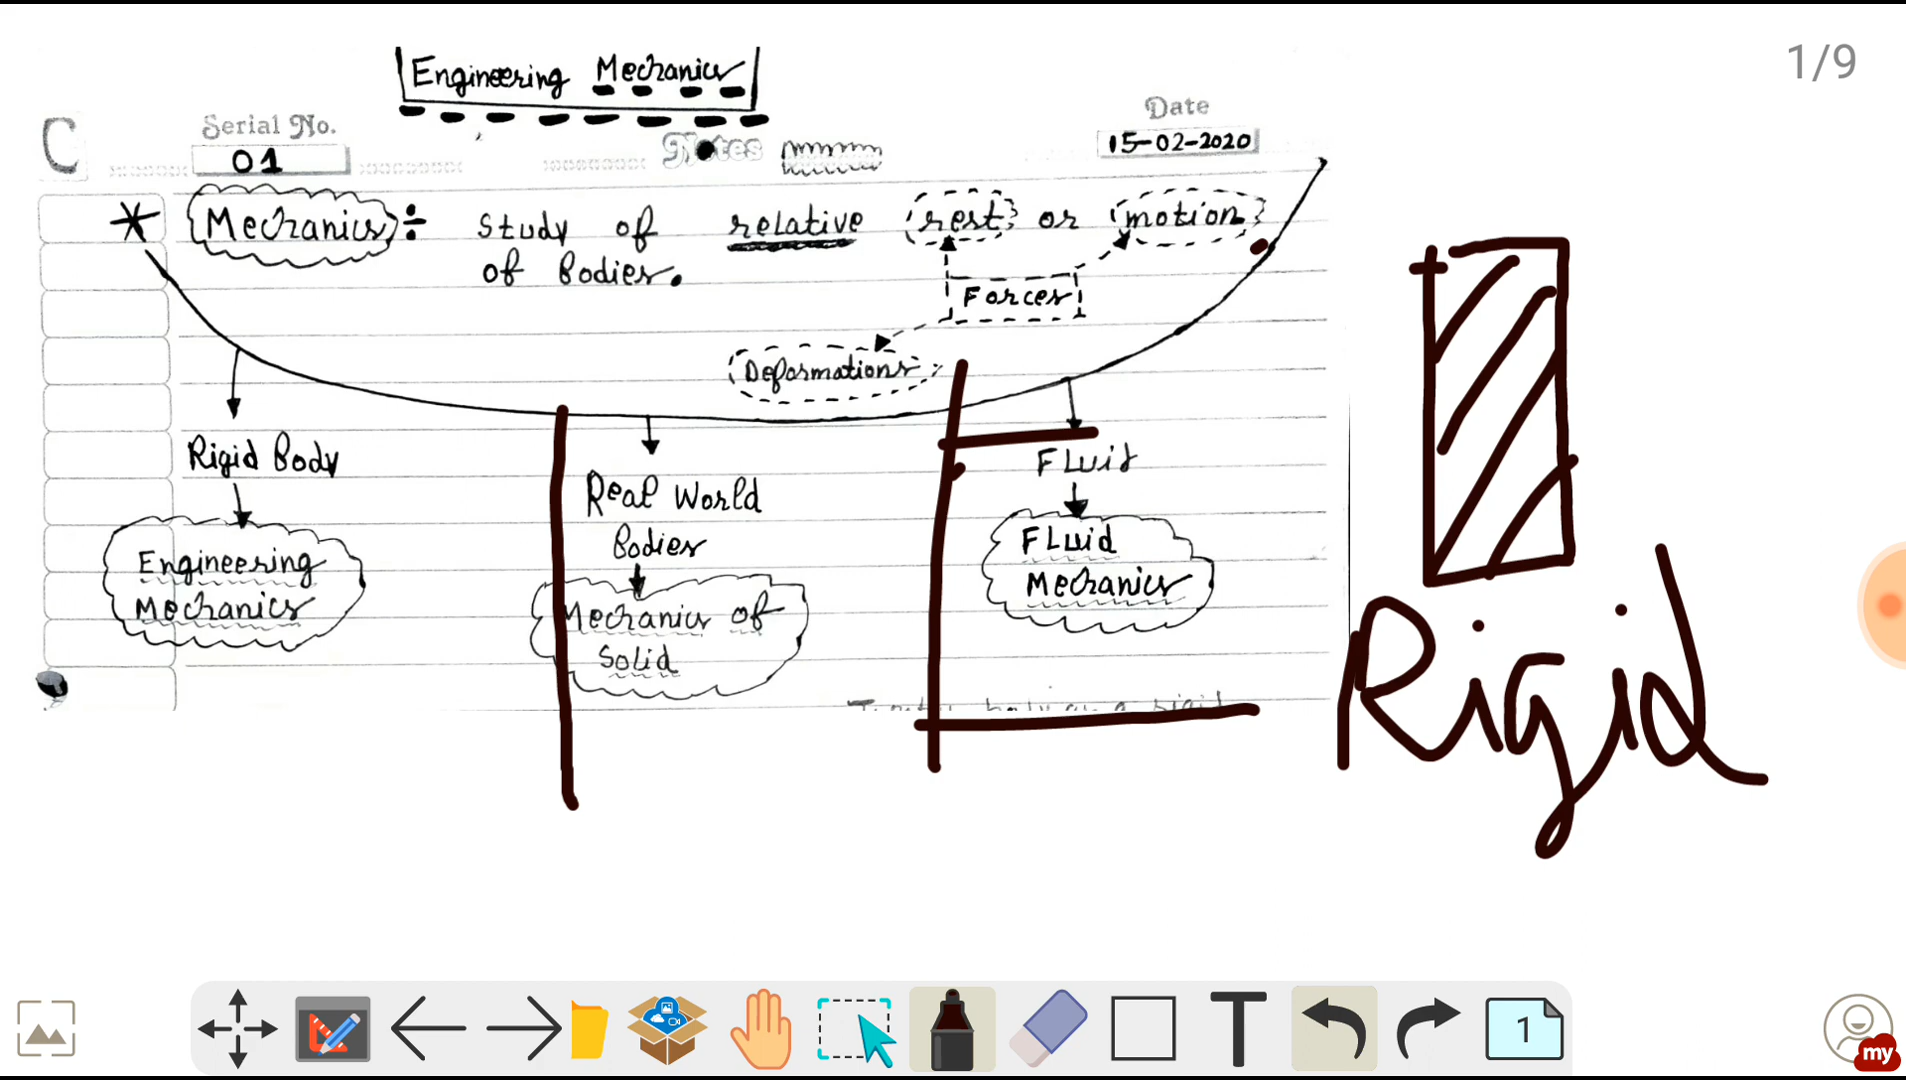 1/9
Engineering Mechanics
Date
C Serial No.
01
Notes
15-02-2020
* Mechanics ÷ Study of relative rest or motion
of bodies.
Forces
Deformations
Rigid Body
Real World
Bodies
FLuid
Engineering
Mechanics
Mechanics of
Solid
FLuid
Mechanics
Rigid
T
1
my